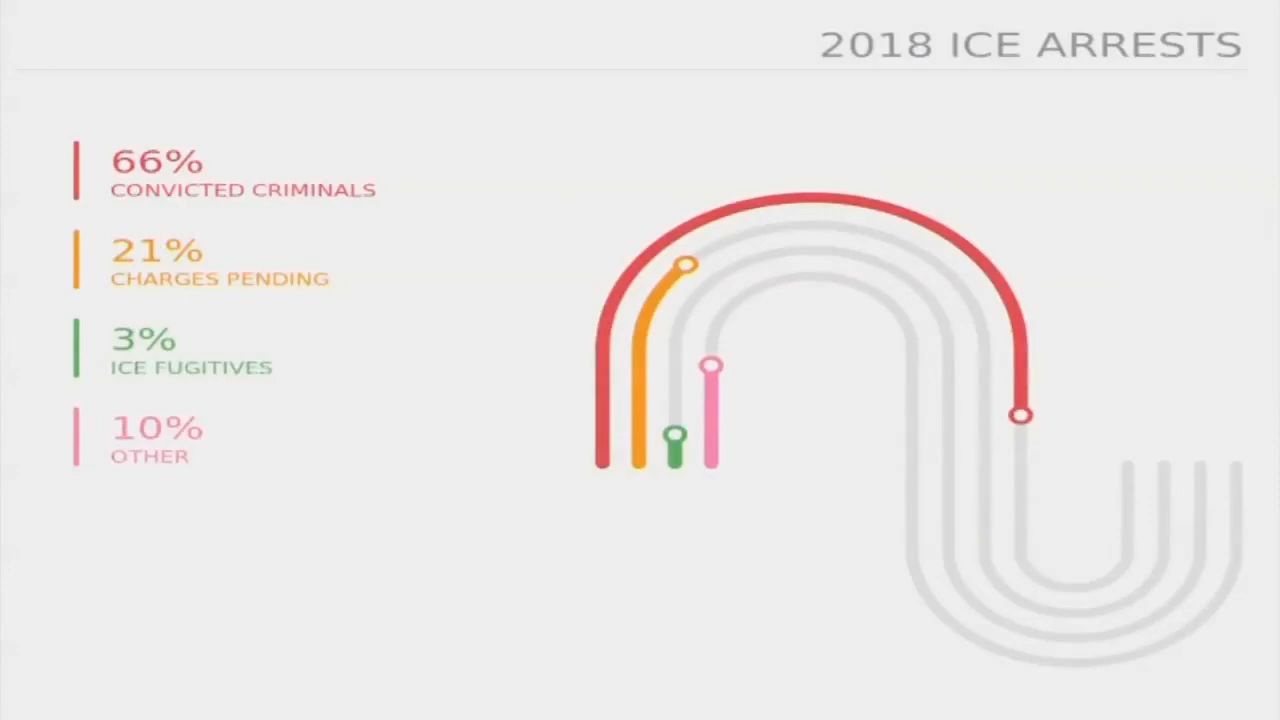 2018 ICE ARRESTS
66%
CONVICTED CRIMINALS
21%
CHARGES PENDING
3%
ICE FUGITIVES
10%
OTHER